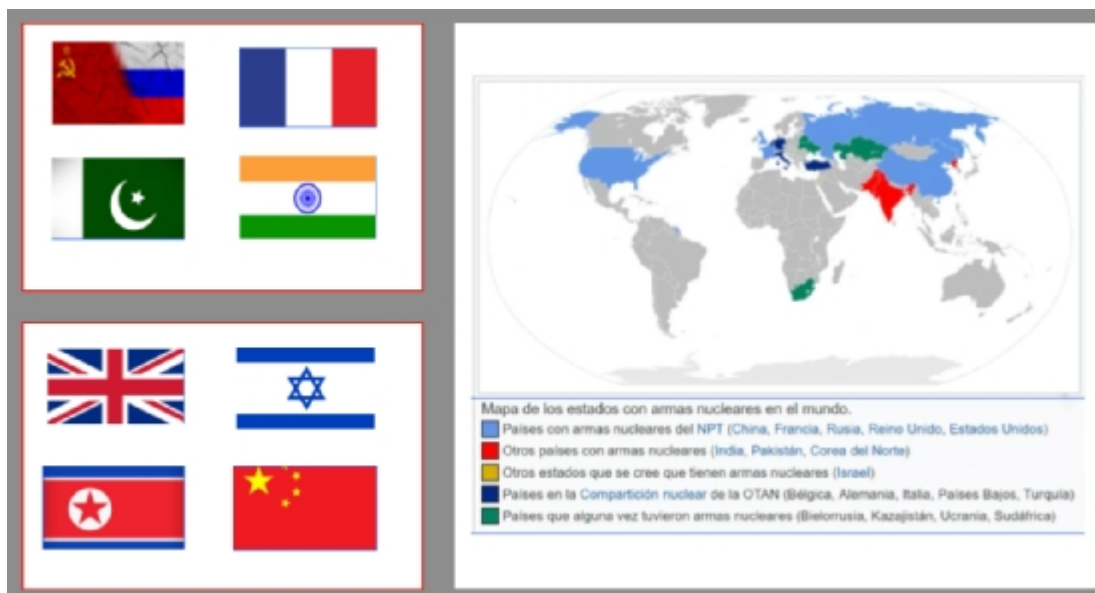 Mapa de los estados con armas nucleares en el mundo.
Países con armas nucleares del NPT (China, Francia, Rusia, Reino Unido, Estados Unidos)
Otros países con armas nucleares (India, Pakistán, Corea del Norte)
Otros estados que se cree que tienen armas nucleares (Israel)
Países en la Compartición nuclear de la OTAN (Bélgica, Alemania, Italia, Países Bajos, Turquía)
Países que alguna vez tuvieron armas nucleares (Bielorrusia, Kazajistán, Ucrania, Sudáfrica)